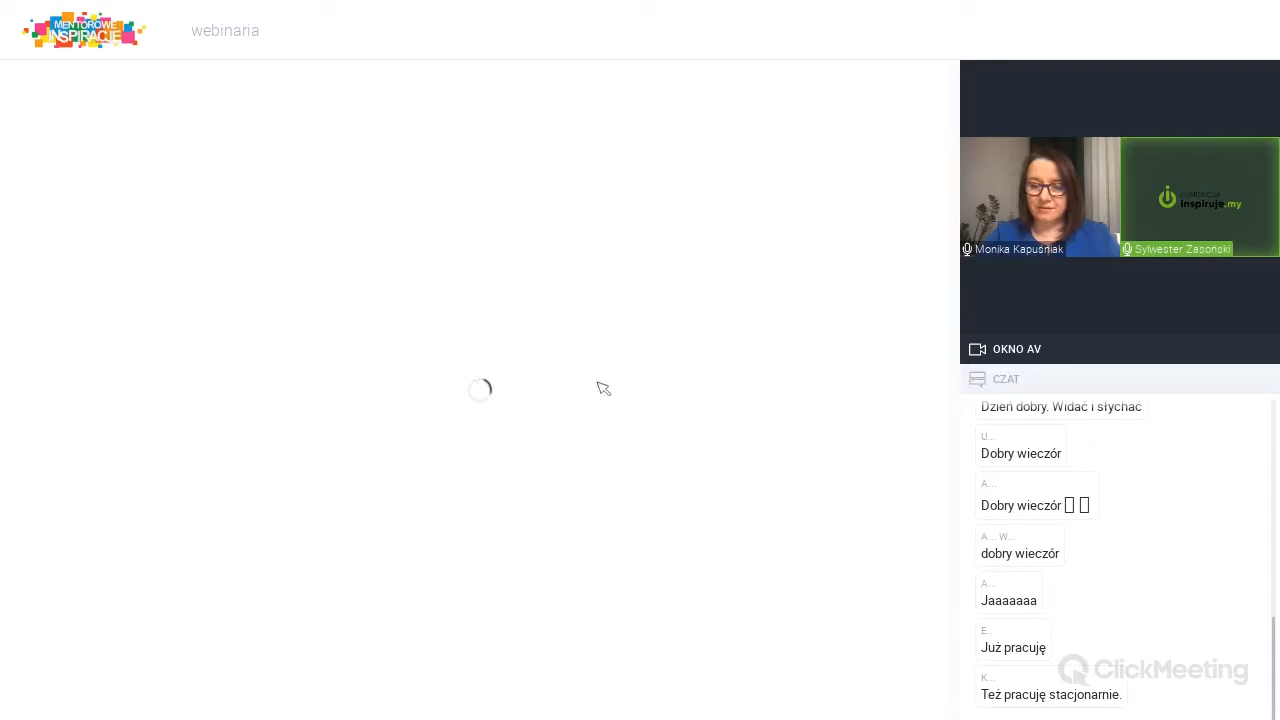 MENTOROWE
INSPIRACJE
webinaria
FUNDACJA
inspiruje.my
Monika Kapuśniak
Sylwester Zasoński
OKNO AV
CZAT
Dzień dobry. Widać i słychać
U...
Dobry wieczór
A...
Dobry wieczór
A... W...
dobry wieczór
A...
Jaaaaaaa
E...
Już pracuję
K...
Też pracuję stacjonarnie.
ClickMeeting